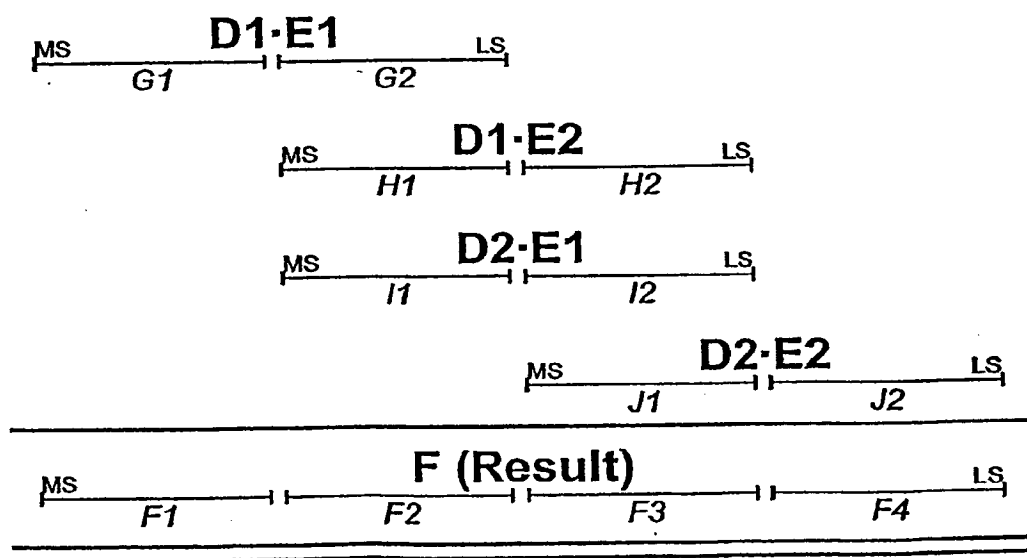 D1·E1
MS LS
G1 G2
D1·E2
MS LS
H1 H2
D2·E1
MS LS
I1 I2
D2·E2
MS LS
J1 J2
F (Result)
MS LS
F1 F2 F3 F4